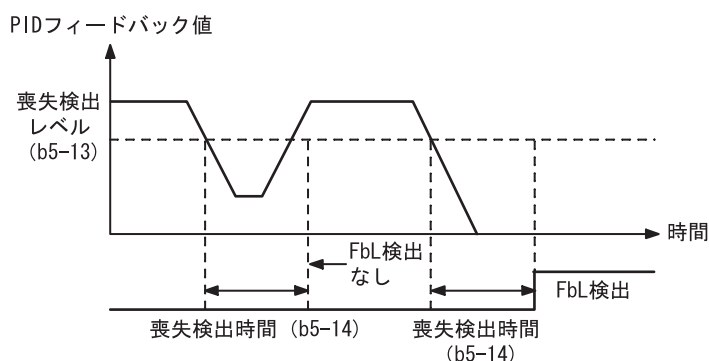 PIDフィードバック値
喪失検出
レベル
(b5-13)
時間
FbL検出
なし
FbL検出
喪失検出時間 (b5-14)
喪失検出時間
(b5-14)